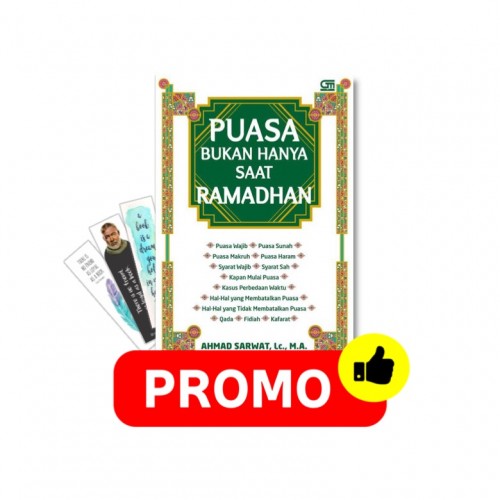 PUASA
BUKAN HANYA
SAAT
RAMADHAN
Puasa Wajib Puasa Sunah
Puasa Makruh Puasa Haram
Syarat Wajib Syarat Sah
Kapan Mulai Puasa
Kasus Perbedaan Waktu
Hal-Hal yang Membatalkan Puasa
Hal-Hal yang Tidak Membatalkan Puasa
Qada Fidiah Kafarat
AHMAD SARWAT, Lc., M.A.
a
book is
a
PROMO